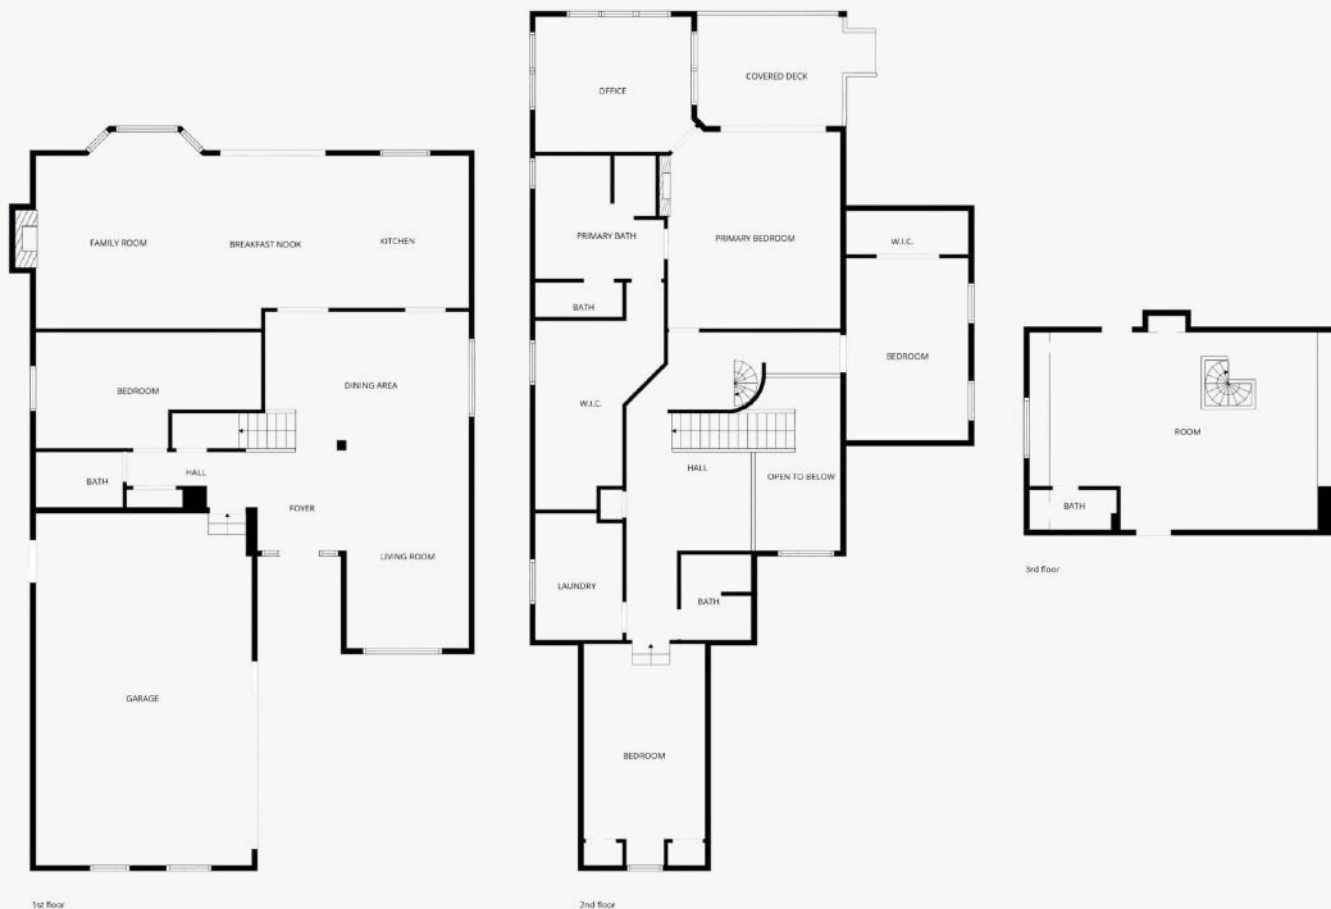 FAMILY ROOM
BREAKFAST NOOK
KITCHEN
BEDROOM
DINING AREA
BATH
HALL
FOYER
LIVING ROOM
GARAGE
1st floor
OFFICE
COVERED DECK
PRIMARY BATH
PRIMARY BEDROOM
W.I.C.
BATH
BEDROOM
W.I.C.
HALL
OPEN TO BELOW
LAUNDRY
BATH
BEDROOM
2nd floor
ROOM
BATH
3rd floor